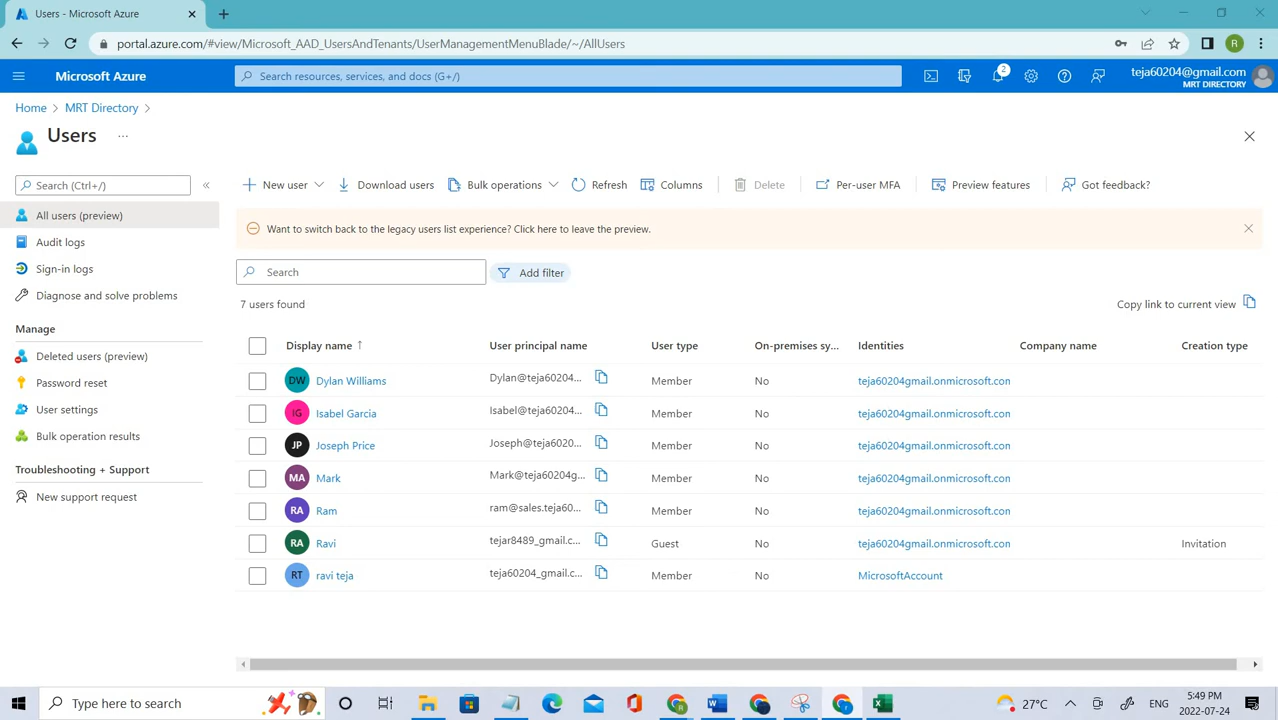 Users - Microsoft Azure
portal.azure.com/#view/Microsoft_AAD_UsersAndTenants/UserManagementMenuBlade/~/AllUsers
R
Microsoft Azure
Search resources, services, and docs (G+/)
2
teja60204@gmail.com
MRT DIRECTORY
Home > MRT Directory >
Users ...
Search (Ctrl+/)
«
All users (preview)
Audit logs
Sign-in logs
Diagnose and solve problems
Manage
Deleted users (preview)
Password reset
User settings
Bulk operation results
Troubleshooting + Support
New support request
New user
Download users
Bulk operations
Refresh
Columns
Delete
Per-user MFA
Preview features
Got feedback?
Want to switch back to the legacy users list experience? Click here to leave the preview.
Search
Add filter
7 users found
Copy link to current view
Display name ↑ User principal name User type On-premises sy... Identities Company name Creation type
DW Dylan Williams Dylan@teja60204... Member No teja60204gmail.onmicrosoft.con
IG Isabel Garcia Isabel@teja60204... Member No teja60204gmail.onmicrosoft.con
JP Joseph Price Joseph@teja6020... Member No teja60204gmail.onmicrosoft.con
MA Mark Mark@teja60204g... Member No teja60204gmail.onmicrosoft.con
RA Ram ram@sales.teja60... Member No teja60204gmail.onmicrosoft.con
RA Ravi tejar8489_gmail.c... Guest No teja60204gmail.onmicrosoft.con Invitation
RT ravi teja teja60204_gmail.c... Member No MicrosoftAccount
Type here to search
27°C
ENG
5:49 PM
2022-07-24